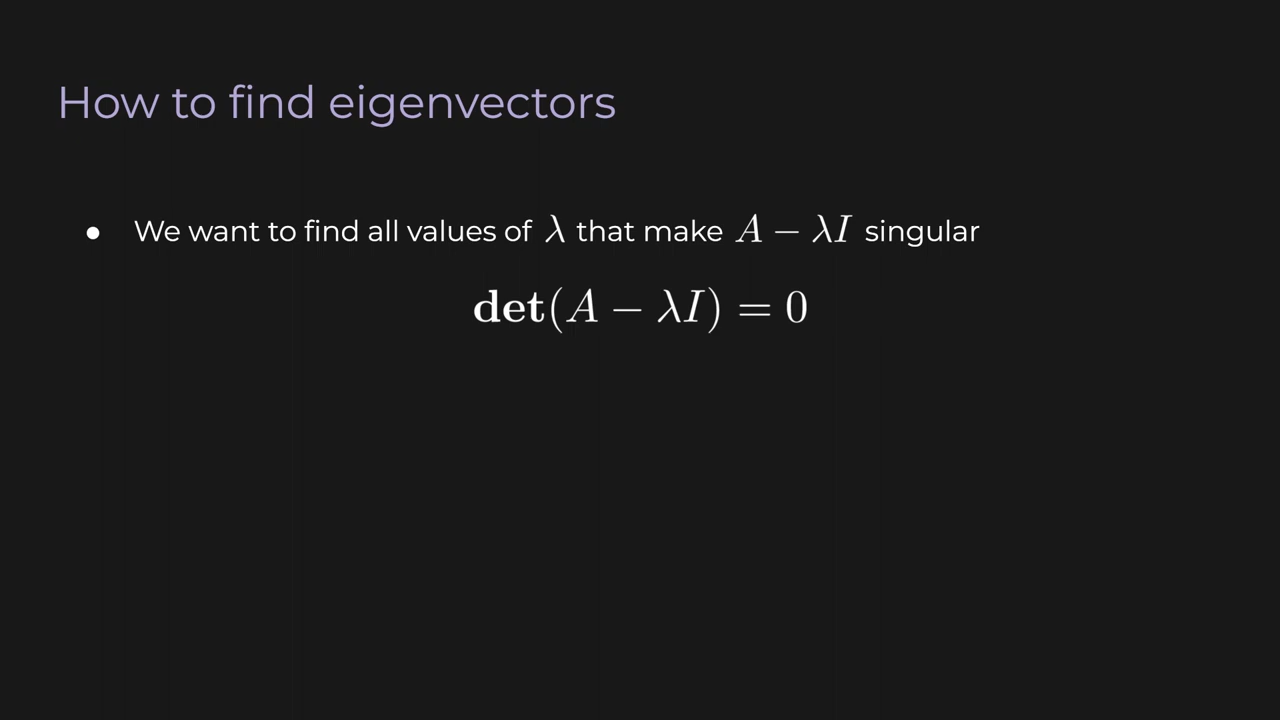 How to find eigenvectors
● We want to find all values of λ that make A − λI singular
det(A − λI) = 0